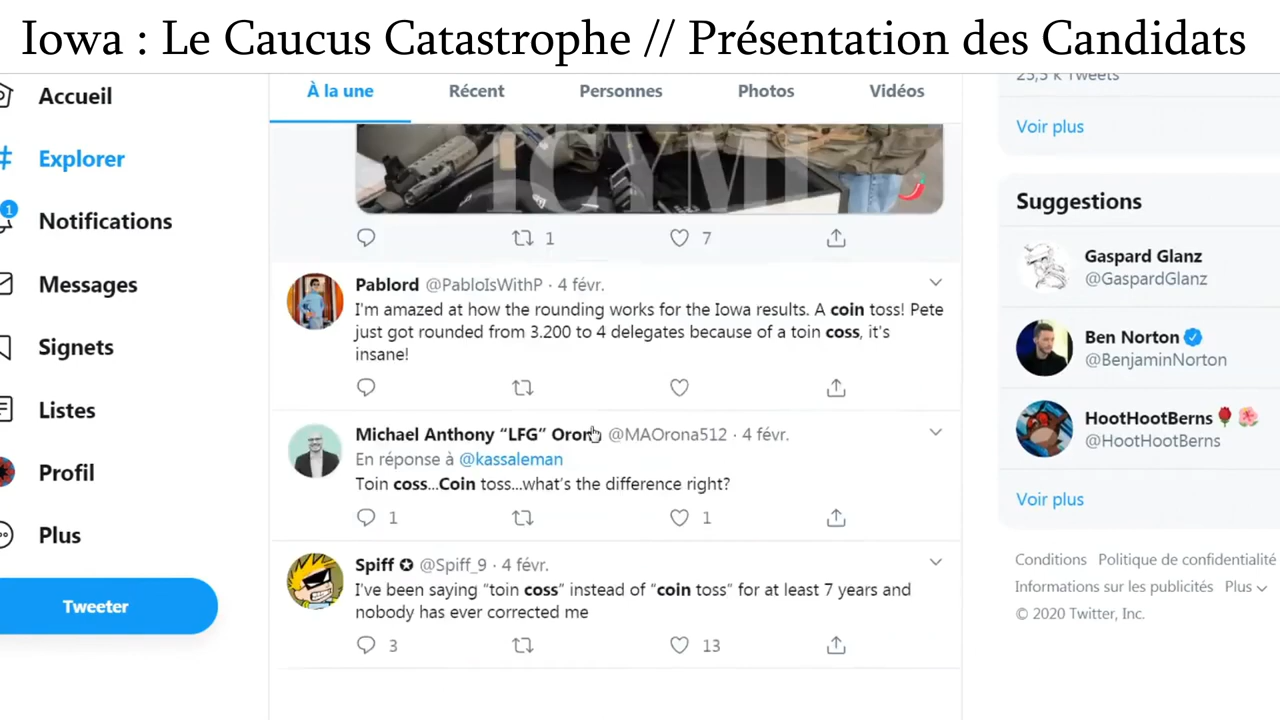 Iowa : Le Caucus Catastrophe // Présentation des Candidats
Accueil
Explorer
1
Notifications
Messages
Signets
Listes
Profil
Plus
Tweeter
À la une
Récent
Personnes
Photos
Vidéos
ICYMI
1
7
Pablord @PabloIsWithP · 4 févr.
I'm amazed at how the rounding works for the Iowa results. A coin toss! Pete
just got rounded from 3.200 to 4 delegates because of a toin coss, it's
insane!
Michael Anthony “LFG” Oron @MAOrona512 · 4 févr.
En réponse à @kassaleman
Toin coss...Coin toss...what's the difference right?
1
1
Spiff @Spiff_9 · 4 févr.
I've been saying “toin coss” instead of “coin toss” for at least 7 years and
nobody has ever corrected me
3
13
25,5 k Tweets
Voir plus
Suggestions
Gaspard Glanz
@GaspardGlanz
Ben Norton
@BenjaminNorton
HootHootBerns
@HootHootBerns
Voir plus
Conditions Politique de confidentialité
Informations sur les publicités Plus
© 2020 Twitter, Inc.